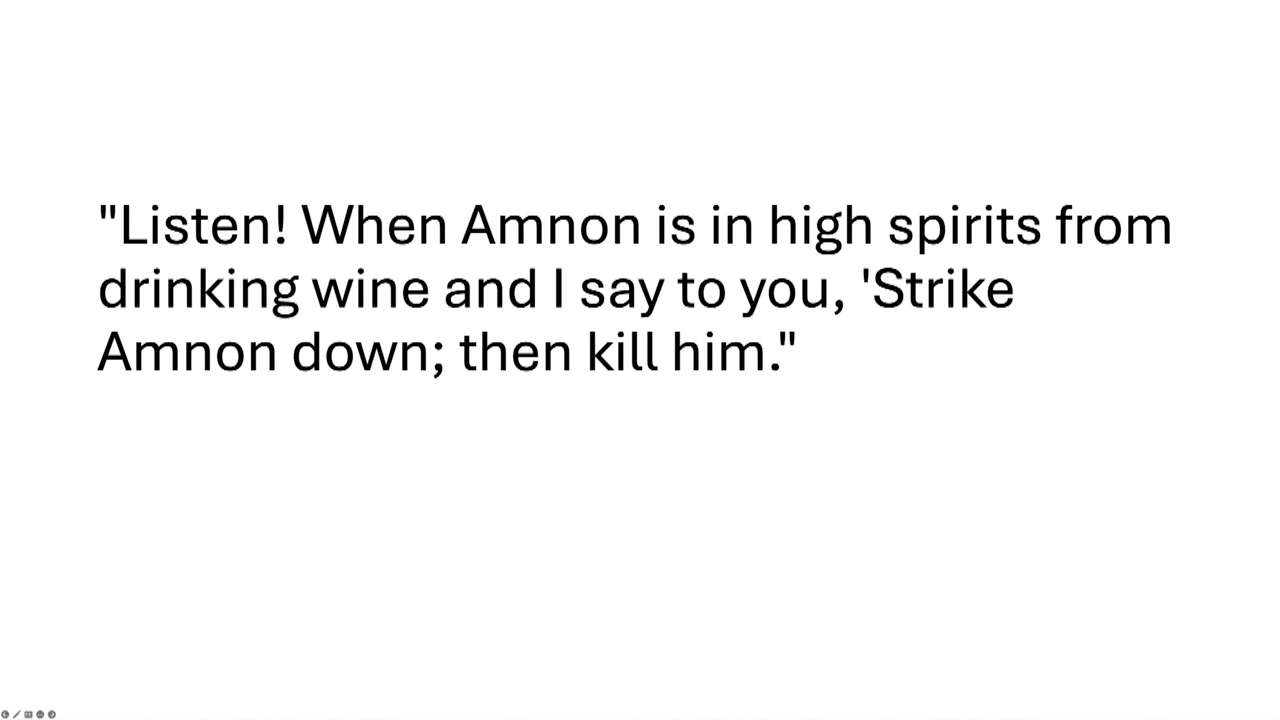 "Listen! When Amnon is in high spirits from
drinking wine and I say to you, 'Strike
Amnon down; then kill him."